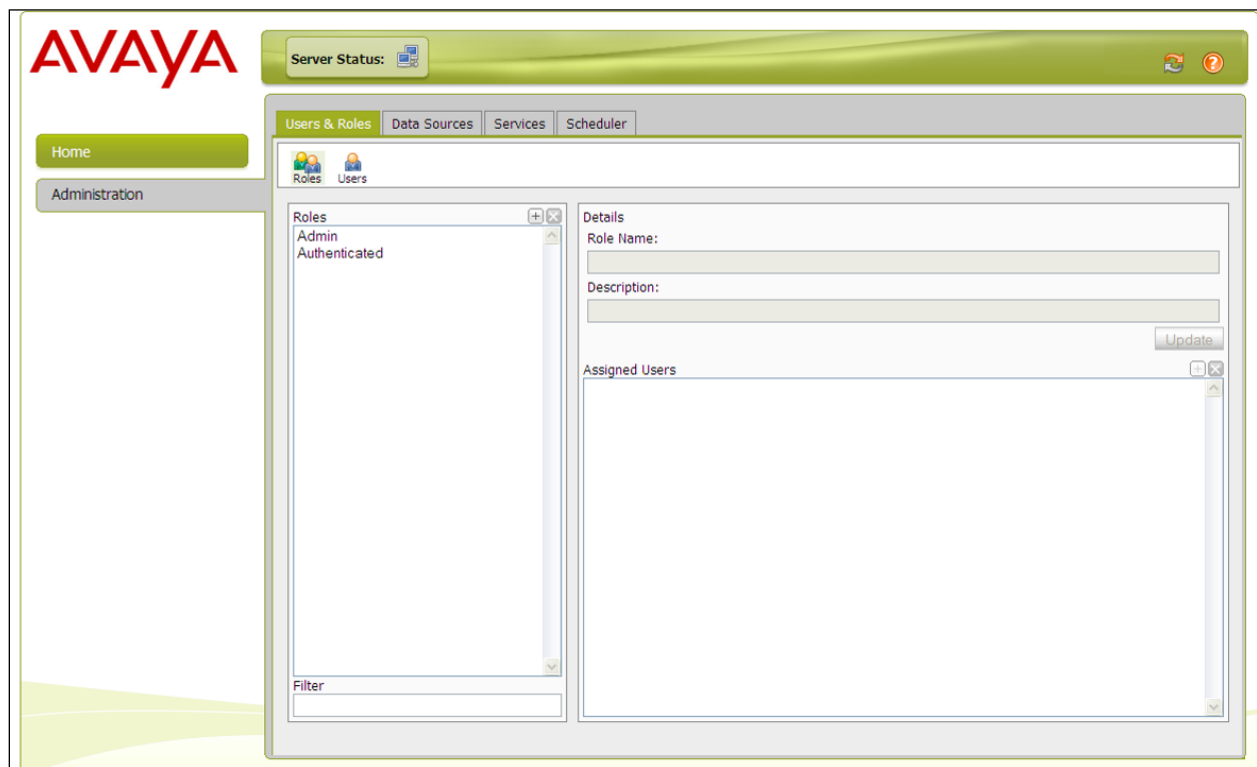 AVAYA
Server Status:
Users & Roles Data Sources Services Scheduler
Home
Administration
Roles Users
Roles
Admin
Authenticated
Filter
Details
Role Name:
Description:
Update
Assigned Users